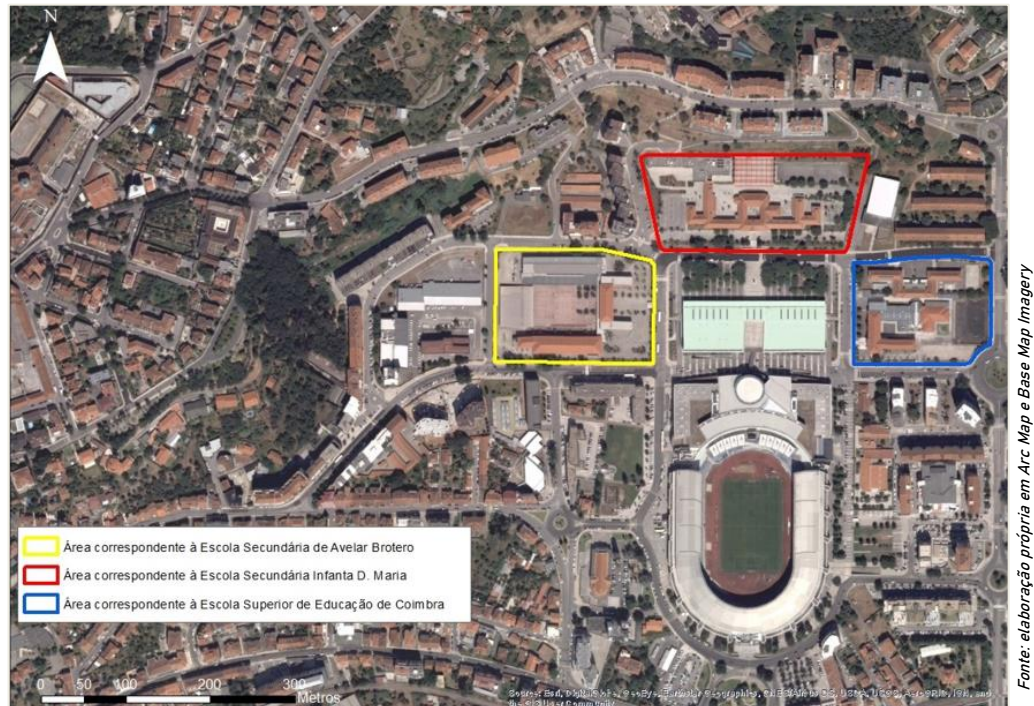 N
Área correspondente à Escola Secundária de Avelar Brotero
Área correspondente à Escola Secundária Infanta D. Maria
Área correspondente à Escola Superior de Educação de Coimbra
0 50 100 200 300
Metros
Fonte: elaboração própria em Arc Map e Base Map Imagery